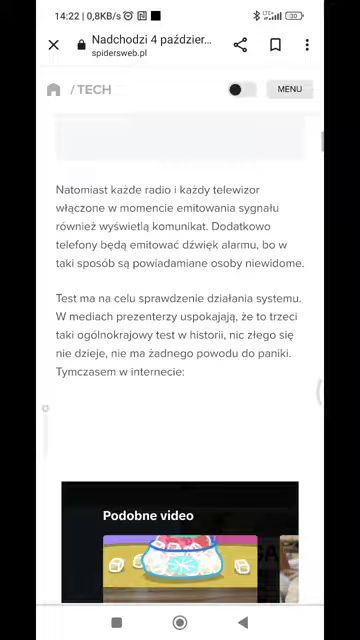 14:22 | 0,8KB/s
LTE+
30
Nadchodzi 4 paździer...
spidersweb.pl
/ TECH
MENU
Natomiast każde radio i każdy telewizor
włączone w momencie emitowania sygnału
również wyświetlą komunikat. Dodatkowo
telefony będą emitować dźwięk alarmu, bo w
taki sposób są powiadamiane osoby niewidome.
Test ma na celu sprawdzenie działania systemu.
W mediach prezenterzy uspokajają, że to trzeci
taki ogólnokrajowy test w historii, nic złego się
nie dzieje, nie ma żadnego powodu do paniki.
Tymczasem w internecie:
Podobne video